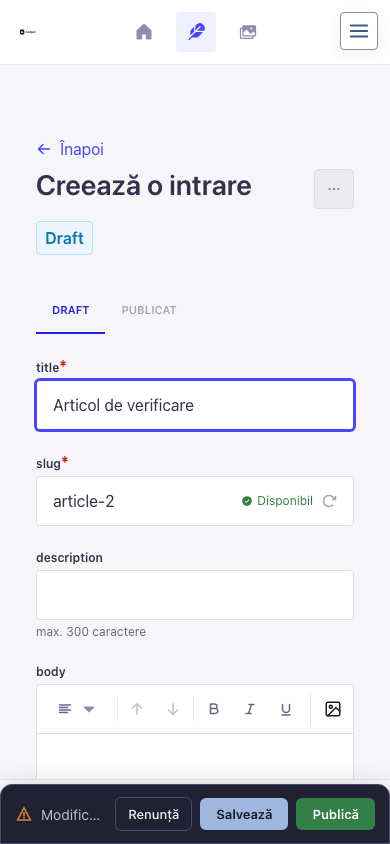 Înapoi
Creează o intrare
...
Draft
DRAFT PUBLICAT
title*
Articol de verificare
slug*
article-2 Disponibil
description
max. 300 caractere
body
B I U
Modific... Renunță Salvează Publică